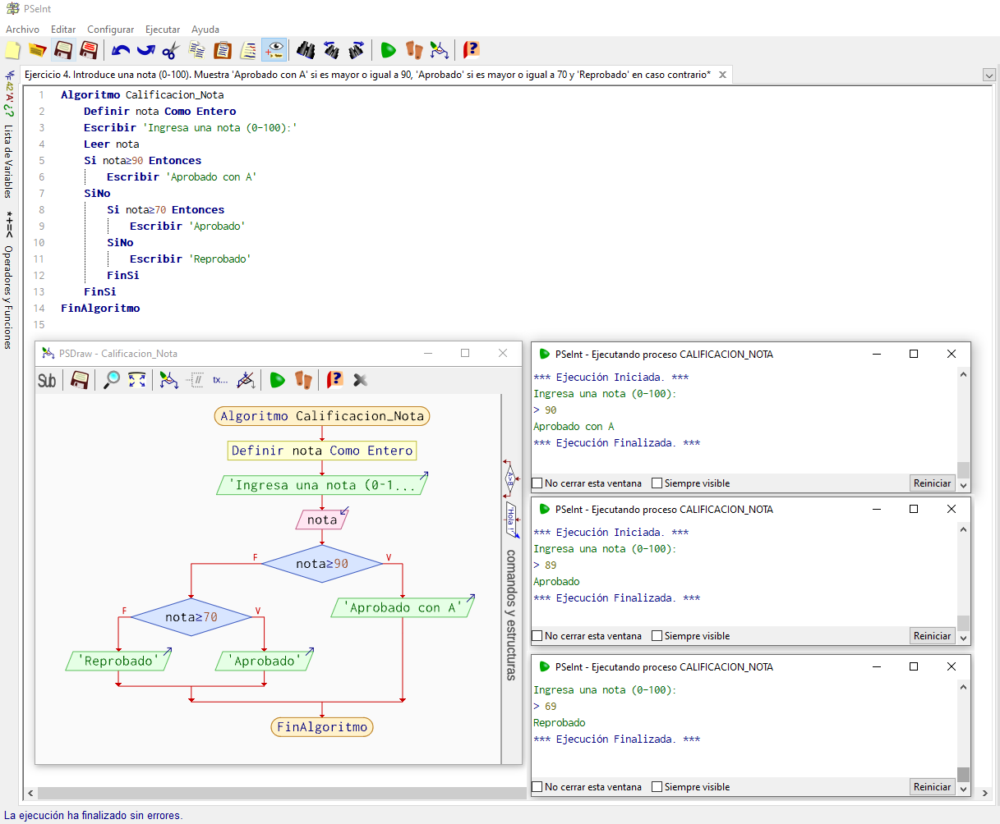 PSeInt
Archivo Editar Configurar Ejecutar Ayuda
Ejercicio 4. Introduce una nota (0-100). Muestra 'Aprobado con A' si es mayor o igual a 90, 'Aprobado' si es mayor o igual a 70 y 'Reprobado' en caso contrario*
42 'A' ¿? Lista de Variables
*+=< Operadores y Funciones
1 Algoritmo Calificacion_Nota
2 Definir nota Como Entero
3 Escribir 'Ingresa una nota (0-100):'
4 Leer nota
5 Si nota≥90 Entonces
6 Escribir 'Aprobado con A'
7 SiNo
8 Si nota≥70 Entonces
9 Escribir 'Aprobado'
10 SiNo
11 Escribir 'Reprobado'
12 FinSi
13 FinSi
14 FinAlgoritmo
15
PSDraw - Calificacion_Nota
Sub // tx... ?
Algoritmo Calificacion_Nota
Definir nota Como Entero
'Ingresa una nota (0-1...
nota
nota≥90
F V
'Aprobado con A'
nota≥70
F V
'Reprobado' 'Aprobado'
FinAlgoritmo
A>B
'Hola !'
comandos y estructuras
PSeInt - Ejecutando proceso CALIFICACION_NOTA
*** Ejecución Iniciada. ***
Ingresa una nota (0-100):
> 90
Aprobado con A
*** Ejecución Finalizada. ***
No cerrar esta ventana Siempre visible Reiniciar
PSeInt - Ejecutando proceso CALIFICACION_NOTA
*** Ejecución Iniciada. ***
Ingresa una nota (0-100):
> 89
Aprobado
*** Ejecución Finalizada. ***
No cerrar esta ventana Siempre visible Reiniciar
PSeInt - Ejecutando proceso CALIFICACION_NOTA
Ingresa una nota (0-100):
> 69
Reprobado
*** Ejecución Finalizada. ***
No cerrar esta ventana Siempre visible Reiniciar
La ejecución ha finalizado sin errores.